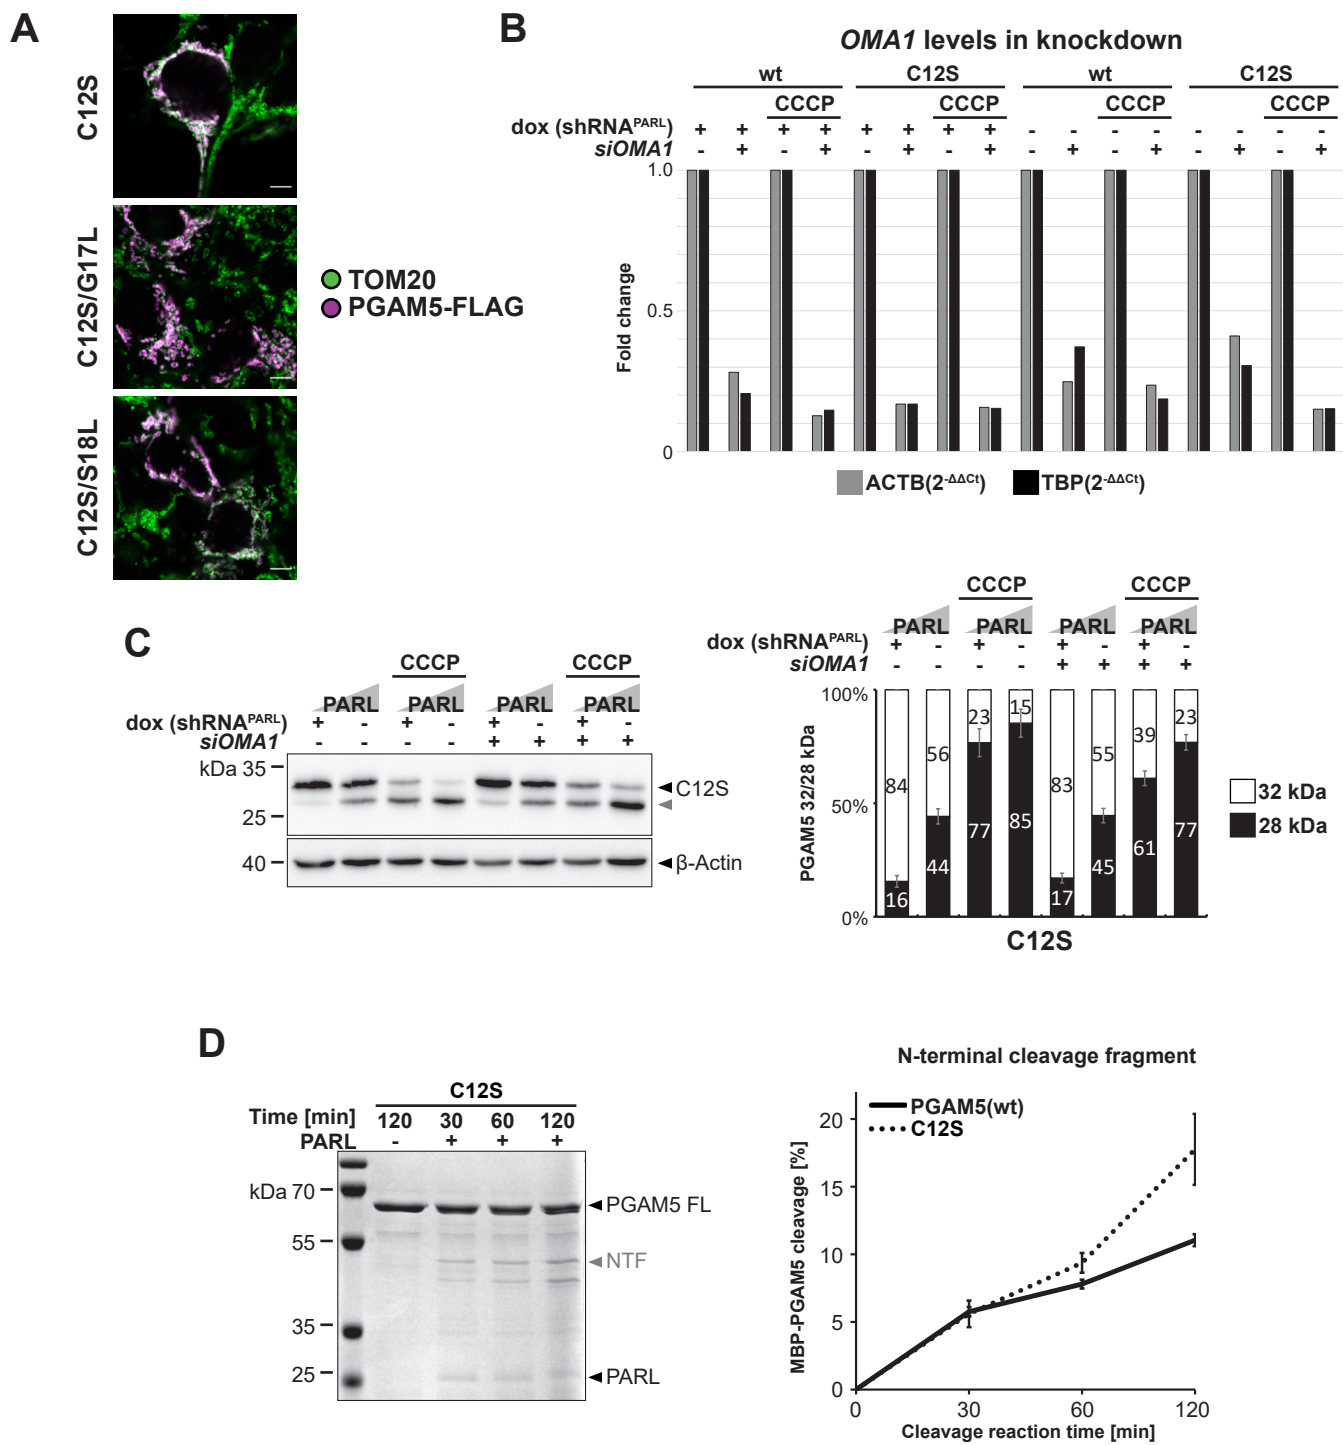 A
C12S
C12S/G17L
C12S/S18L
TOM20
PGAM5-FLAG
B
OMA1 levels in knockdown
wt C12S wt C12S
CCCP CCCP CCCP CCCP
dox (shRNAPARL) + + + + + + + + - - - - - - - -
siOMA1 - + - + - + - + - + - + - + - +
1.0
0.5
0
Fold change
ACTB(2-ΔΔCt) TBP(2-ΔΔCt)
C
CCCP CCCP
PARL PARL PARL PARL
dox (shRNAPARL) + - + - + - + -
siOMA1 - - - - + + + +
kDa 35
25
40
C12S
β-Actin
CCCP CCCP
PARL PARL PARL PARL
dox (shRNAPARL) + - + - + - + -
siOMA1 - - - - + + + +
100%
50%
0%
PGAM5 32/28 kDa
84 56 23 15 83 55 39 23
16 44 77 85 17 45 61 77
C12S
32 kDa
28 kDa
D
C12S
Time [min] 120 30 60 120
PARL - + + +
kDa 70
55
35
25
PGAM5 FL
NTF
PARL
N-terminal cleavage fragment
PGAM5(wt)
C12S
MBP-PGAM5 cleavage [%]
20
15
10
5
0
0 30 60 120
Cleavage reaction time [min]